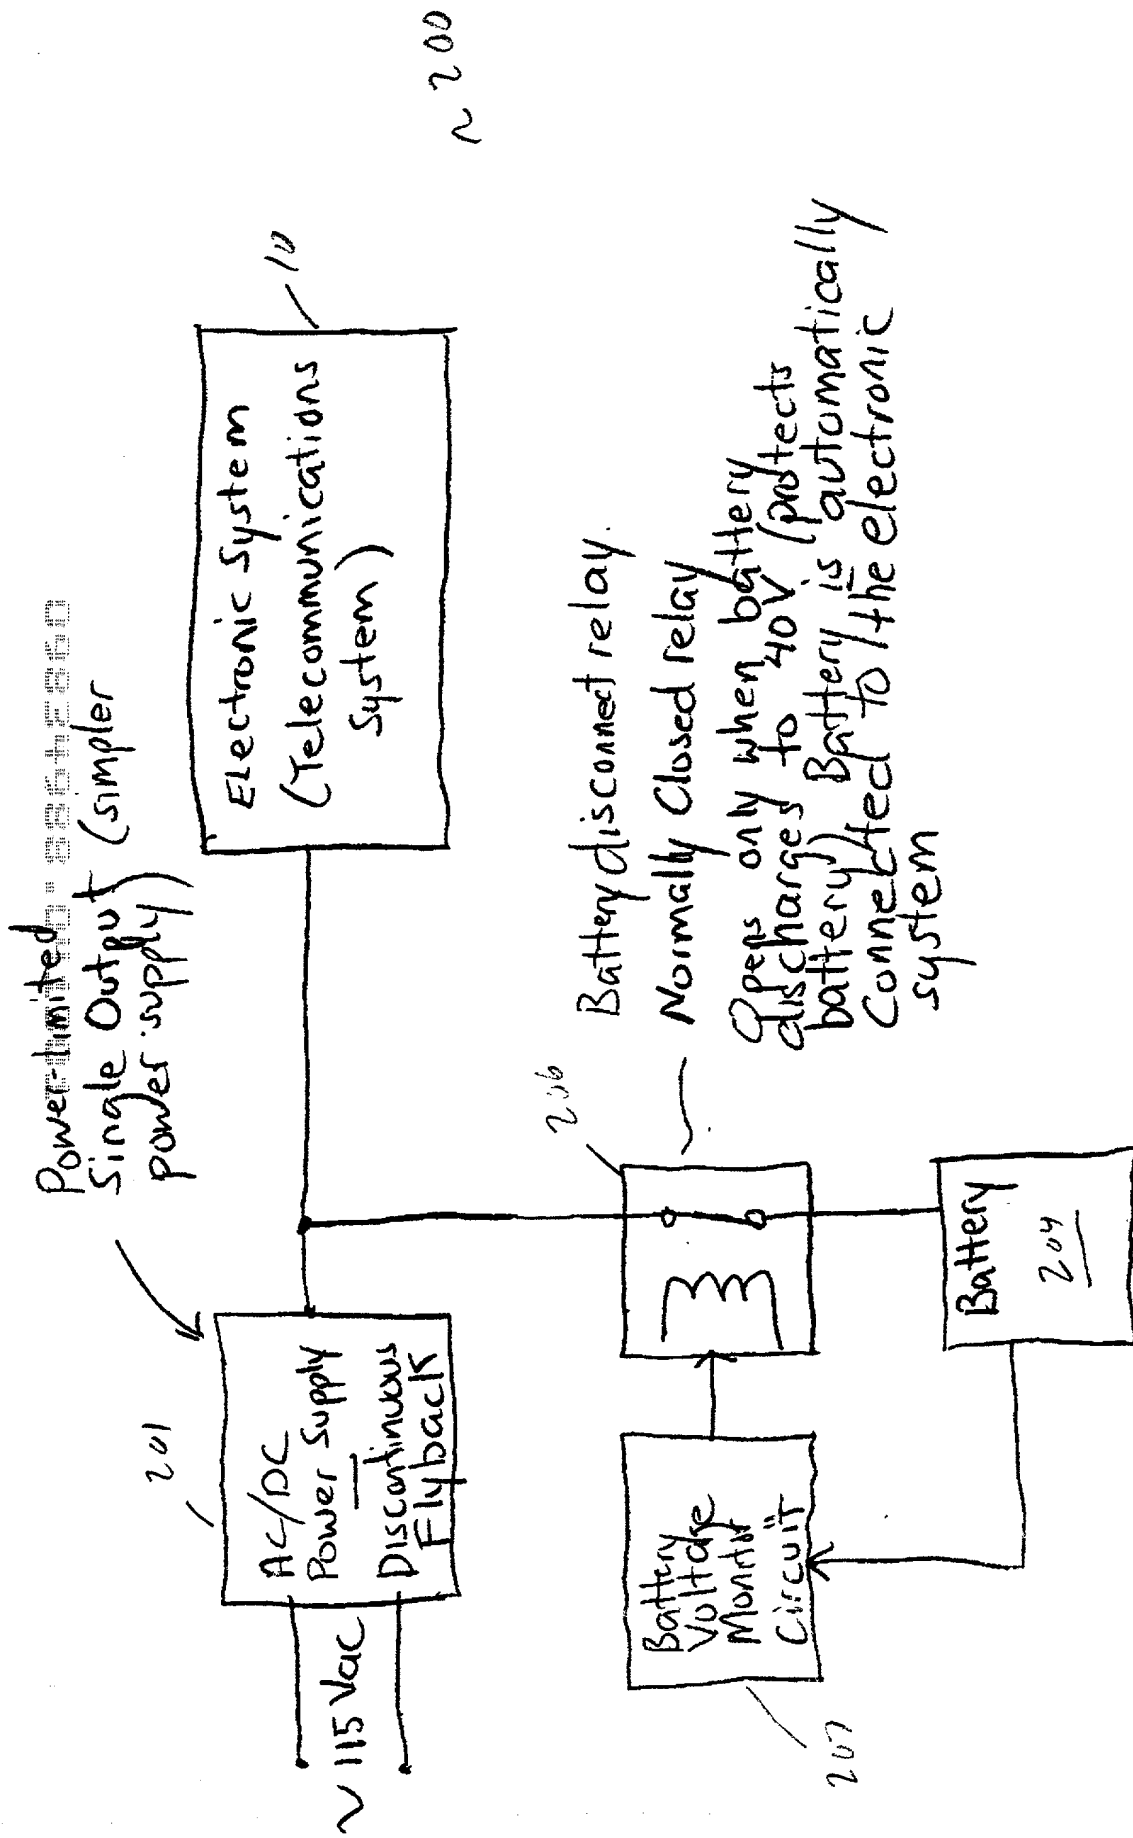 Power-Limited
Single Output (simpler
power supply)
201
AC/DC
Power Supply
Discontinuous
Flyback
~ 115 Vac
Electronic System
(Telecommunications
System)
10
~ 200
206
Battery disconnect relay.
Normally Closed relay
Opens only when battery
discharges to 40V (protects
battery) Battery is automatically
Connected to the electronic
system
Battery
Voltage
Monitor
Circuit
207
Battery
204